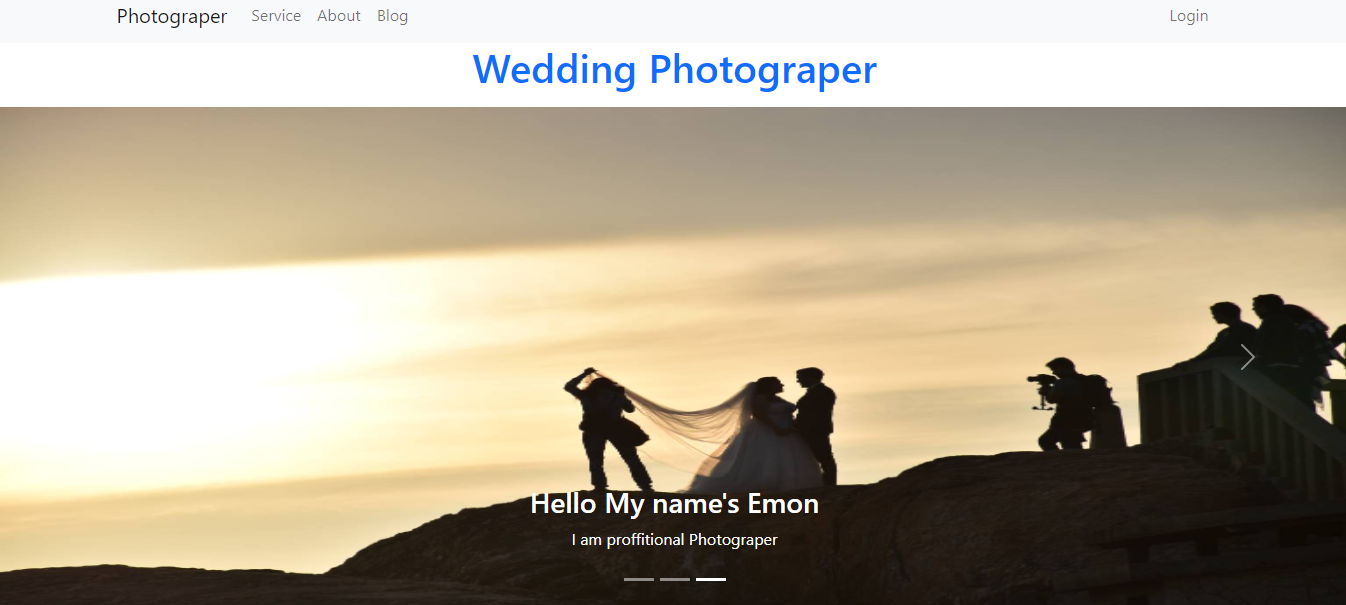 Photograper Service About Blog Login
Wedding Photograper
Hello My name's Emon
I am proffitional Photograper